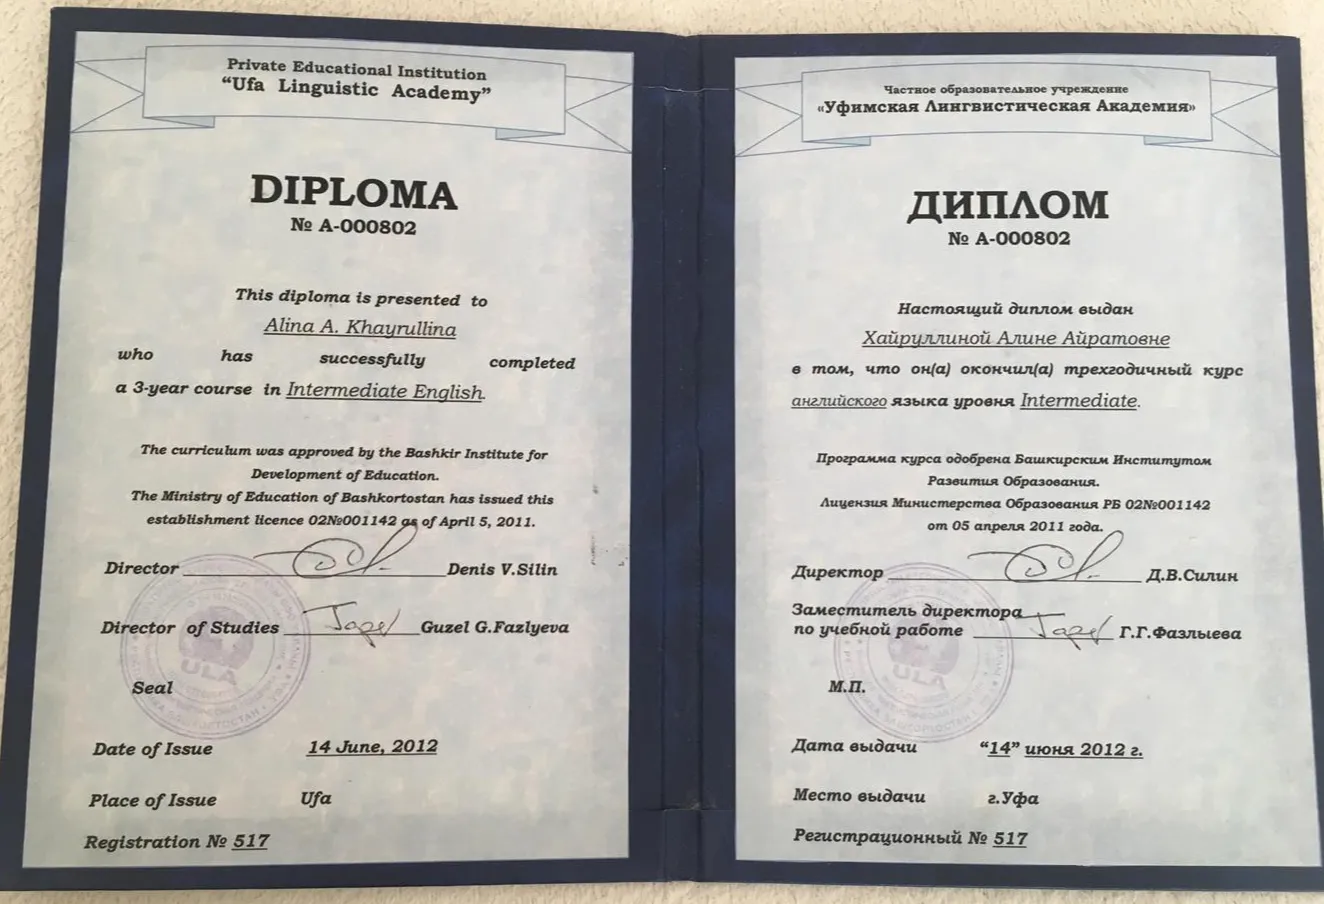 Private Educational Institution
“Ufa Linguistic Academy”
DIPLOMA
№ A-000802
This diploma is presented to
Alina A. Khayrullina
who has successfully completed
a 3-year course in Intermediate English.
The curriculum was approved by the Bashkir Institute for
Development of Education.
The Ministry of Education of Bashkortostan has issued this
establishment licence 02№001142 as of April 5, 2011.
Director Denis V.Silin
Director of Studies Guzel G.Fazlyeva
ULA
Seal
Date of Issue 14 June, 2012
Place of Issue Ufa
Registration № 517
Частное образовательное учреждение
«Уфимская Лингвистическая Академия»
ДИПЛОМ
№ А-000802
Настоящий диплом выдан
Хайруллиной Алине Айратовне
в том, что он(а) окончил(а) трехгодичный курс
английского языка уровня Intermediate.
Программа курса одобрена Башкирским Институтом
Развития Образования.
Лицензия Министерства Образования РБ 02№001142
от 05 апреля 2011 года.
Директор Д.В.Силин
Заместитель директора
по учебной работе Г.Г.Фазлыева
ULA
М.П.
Дата выдачи “14” июня 2012 г.
Место выдачи г.Уфа
Регистрационный № 517